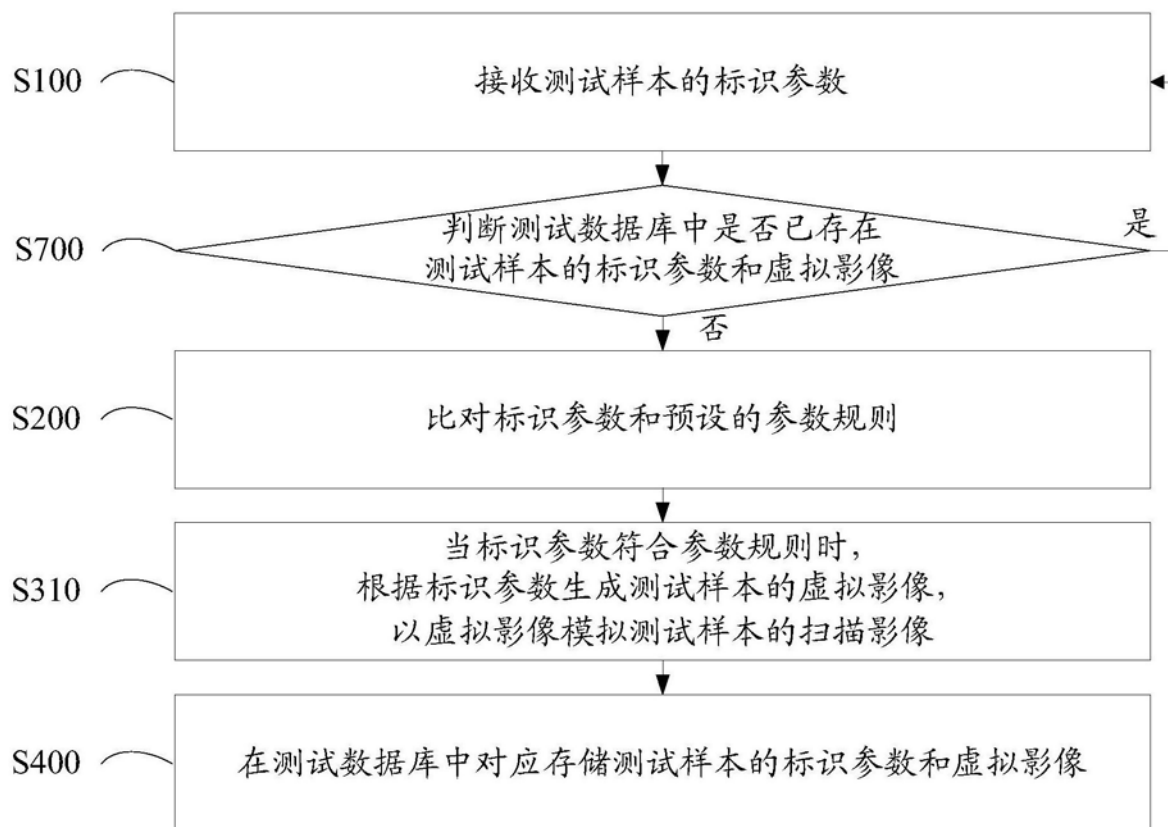 S100
接收测试样本的标识参数
S700
判断测试数据库中是否已存在
测试样本的标识参数和虚拟影像
是
否
S200
比对标识参数和预设的参数规则
S310
当标识参数符合参数规则时，
根据标识参数生成测试样本的虚拟影像，
以虚拟影像模拟测试样本的扫描影像
S400
在测试数据库中对应存储测试样本的标识参数和虚拟影像